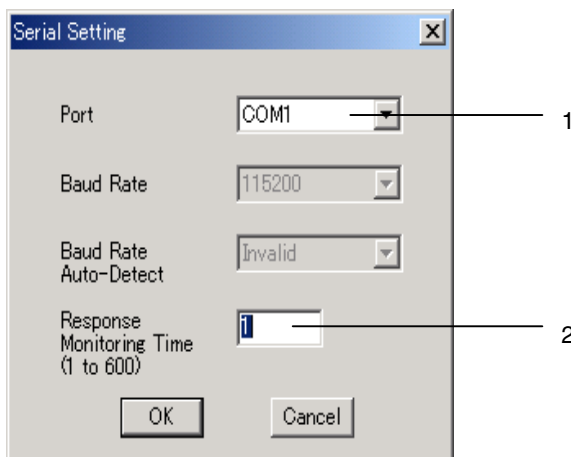 Serial Setting
Port
COM1
1
Baud Rate
115200
Baud Rate
Auto-Detect
Invalid
Response
Monitoring Time
(1 to 600)
1
2
OK
Cancel